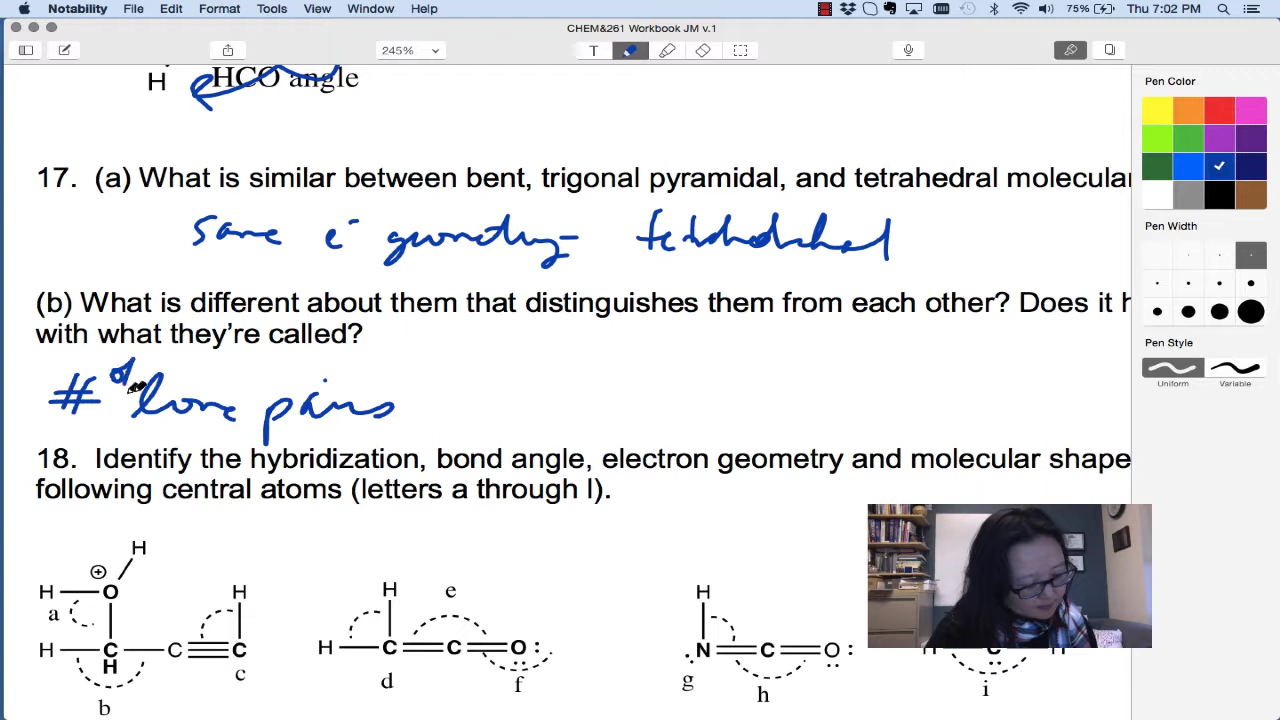 Notability File Edit Format Tools View Window Help 75% Thu 7:02 PM
CHEM&261 Workbook JM v.1
245% T
H HCO angle
Pen Color
17. (a) What is similar between bent, trigonal pyramidal, and tetrahedral molecular
same e⁻ geometry = tetrahedral
Pen Width
(b) What is different about them that distinguishes them from each other? Does it h
with what they're called?
Pen Style
Uniform Variable
# of lone pairs
18. Identify the hybridization, bond angle, electron geometry and molecular shape
following central atoms (letters a through l).
H
H O H H e H
a
H C C C H C C O N C O H C H
H
b c d f g h i